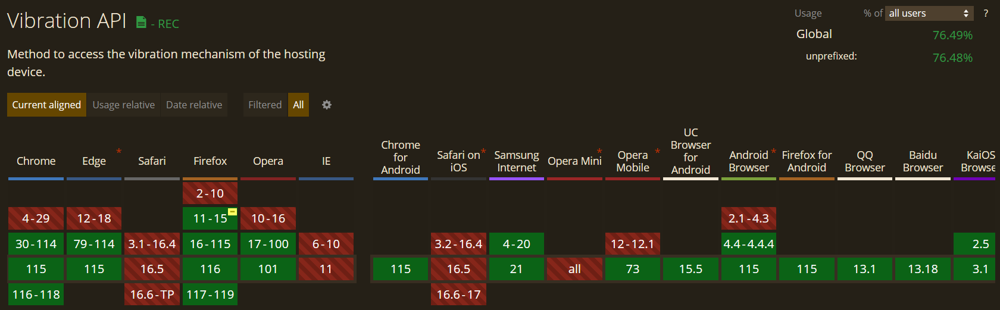 Vibration API - REC
Usage % of all users ?
Global 76.49%
unprefixed: 76.48%
Method to access the vibration mechanism of the hosting
device.
Current aligned Usage relative Date relative Filtered All
Chrome Edge * Safari Firefox Opera IE
Chrome for Android
Safari on iOS *
Samsung Internet
Opera Mini *
Opera Mobile *
UC Browser for Android
Android Browser *
Firefox for Android
QQ Browser
Baidu Browser
KaiOS Browse
2-10
4-29 12-18 11-15 10-16 2.1-4.3
30-114 79-114 3.1-16.4 16-115 17-100 6-10 3.2-16.4 4-20 12-12.1 4.4-4.4.4 2.5
115 115 16.5 116 101 11 115 16.5 21 all 73 15.5 115 115 13.1 13.18 3.1
116-118 16.6-TP 117-119 16.6-17